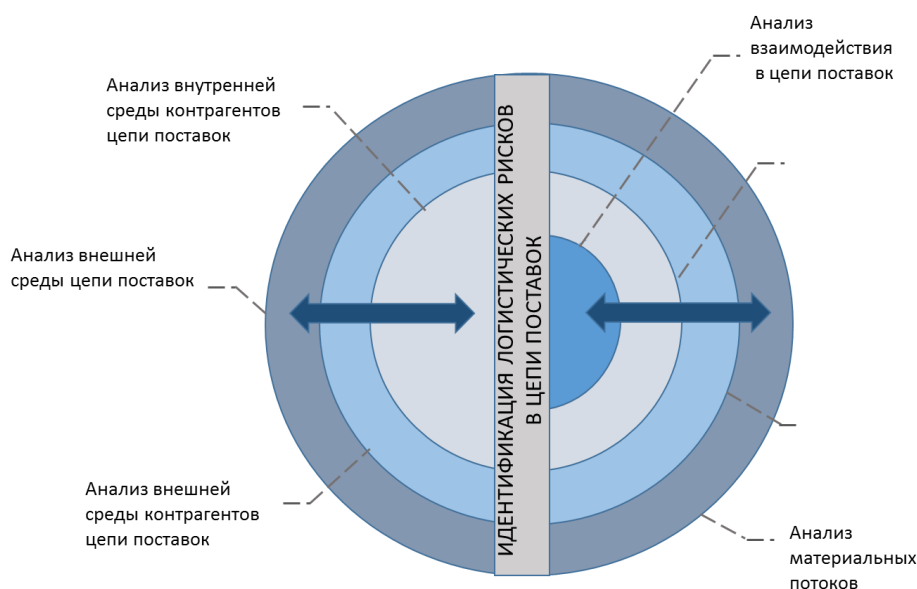 Анализ
взаимодействия
в цепи поставок
Анализ внутренней
среды контрагентов
цепи поставок
Анализ внешней
среды цепи поставок
ИДЕНТИФИКАЦИЯ ЛОГИСТИЧЕСКИХ РИСКОВ
В ЦЕПИ ПОСТАВОК
Анализ внешней
среды контрагентов
цепи поставок
Анализ
материальных
потоков